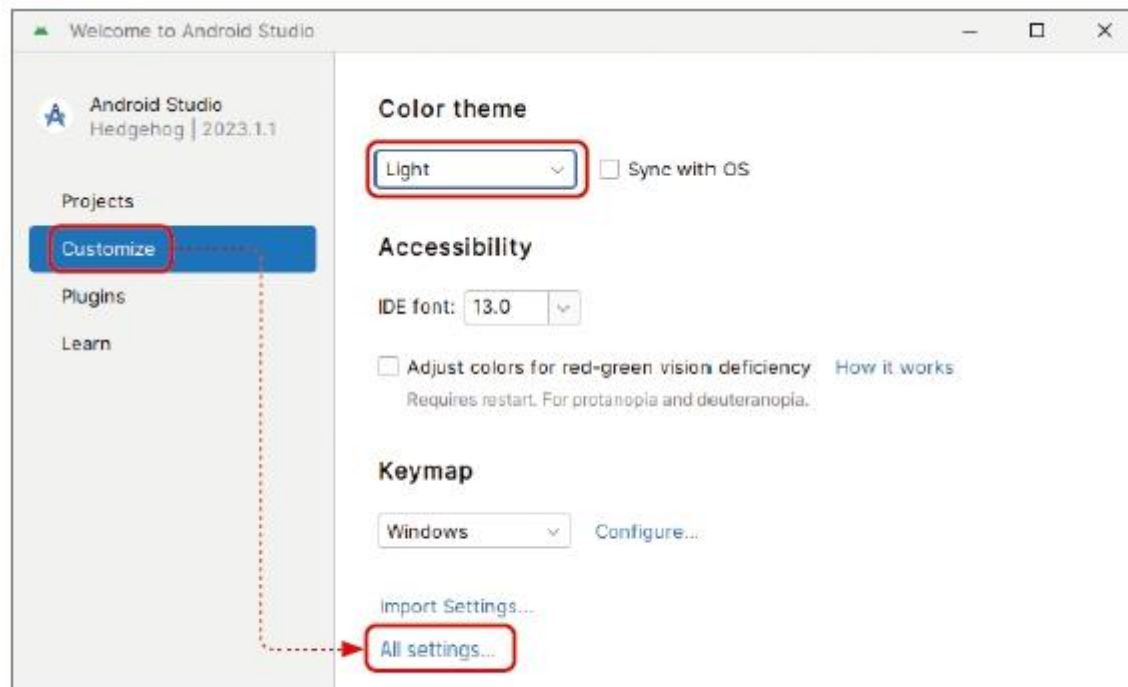 Welcome to Android Studio
Android Studio
Hedgehog | 2023.1.1
Projects
Customize
Plugins
Learn
Color theme
Light
Sync with OS
Accessibility
IDE font: 13.0
Adjust colors for red-green vision deficiency How it works
Requires restart. For protanopia and deuteranopia.
Keymap
Windows Configure...
Import Settings...
All settings...